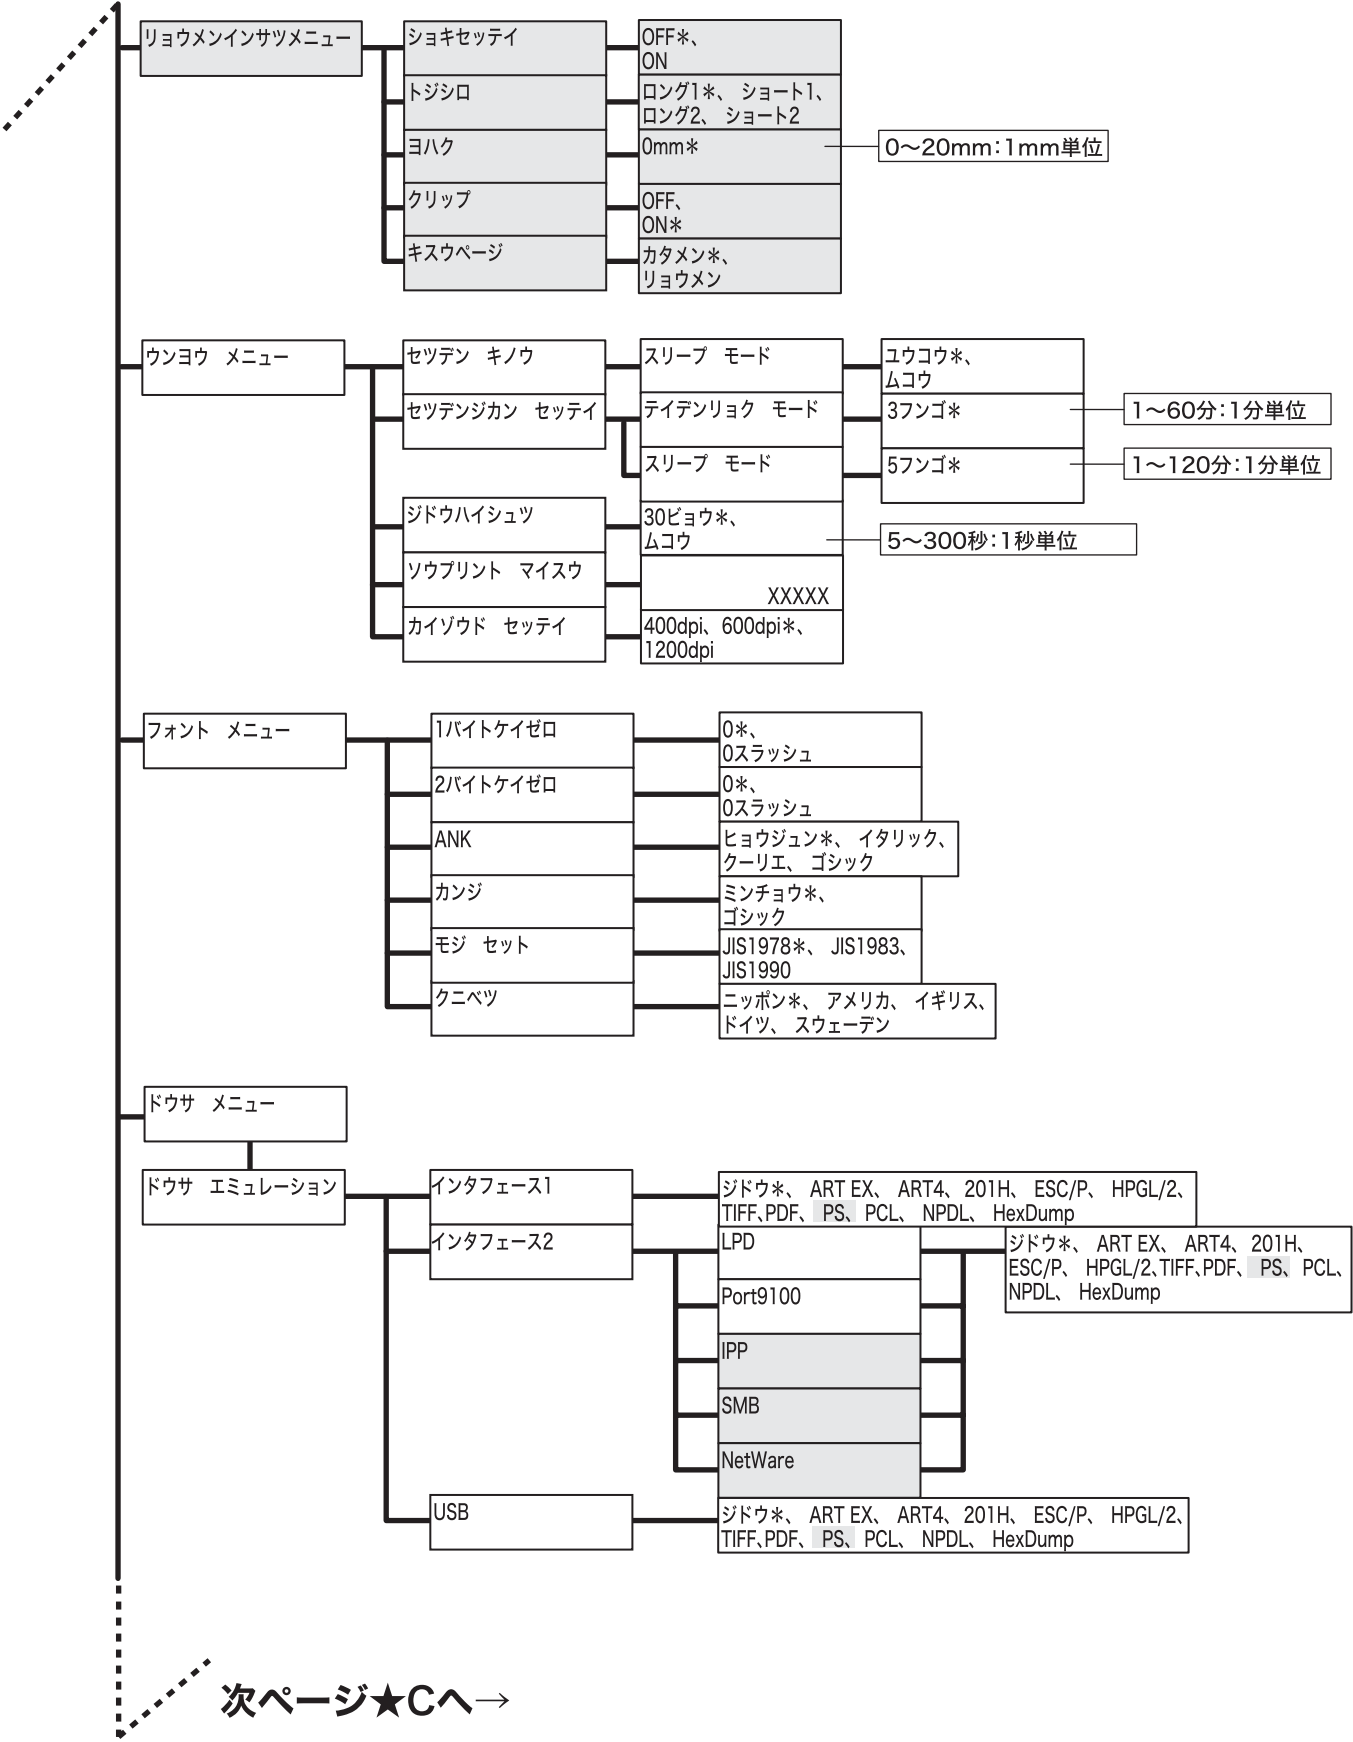 リョウメンインサツメニュー
ショキセッテイ
OFF＊、
ON
トジシロ
ロング1＊、 ショート1、
ロング2、 ショート2
ヨハク
0mm＊
0～20mm：1mm単位
クリップ
OFF、
ON＊
キスウページ
カタメン＊、
リョウメン
ウンヨウ　メニュー
セツデン　キノウ
スリープ　モード
ユウコウ＊、
ムコウ
セツデンジカン　セッテイ
テイデンリョク　モード
3フンゴ＊
1～60分：1分単位
スリープ　モード
5フンゴ＊
1～120分：1分単位
ジドウハイシュツ
30ビョウ＊、
ムコウ
5～300秒：1秒単位
ソウプリント　マイスウ
XXXXX
カイゾウド　セッテイ
400dpi、600dpi＊、
1200dpi
フォント　メニュー
1バイトケイゼロ
0＊、
0スラッシュ
2バイトケイゼロ
0＊、
0スラッシュ
ANK
ヒョウジュン＊、 イタリック、
クーリエ、 ゴシック
カンジ
ミンチョウ＊、
ゴシック
モジ　セット
JIS1978＊、 JIS1983、
JIS1990
クニベツ
ニッポン＊、 アメリカ、 イギリス、
ドイツ、 スウェーデン
ドウサ　メニュー
ドウサ　エミュレーション
インタフェース1
ジドウ＊、 ART EX、 ART4、 201H、 ESC/P、 HPGL/2、
TIFF、PDF、 PS、 PCL、 NPDL、 HexDump
インタフェース2
LPD
ジドウ＊、 ART EX、 ART4、 201H、
ESC/P、 HPGL/2、TIFF、PDF、 PS、 PCL、
NPDL、 HexDump
Port9100
IPP
SMB
NetWare
USB
ジドウ＊、 ART EX、 ART4、 201H、 ESC/P、 HPGL/2、
TIFF、PDF、 PS、 PCL、 NPDL、 HexDump
次ページ★Cへ→